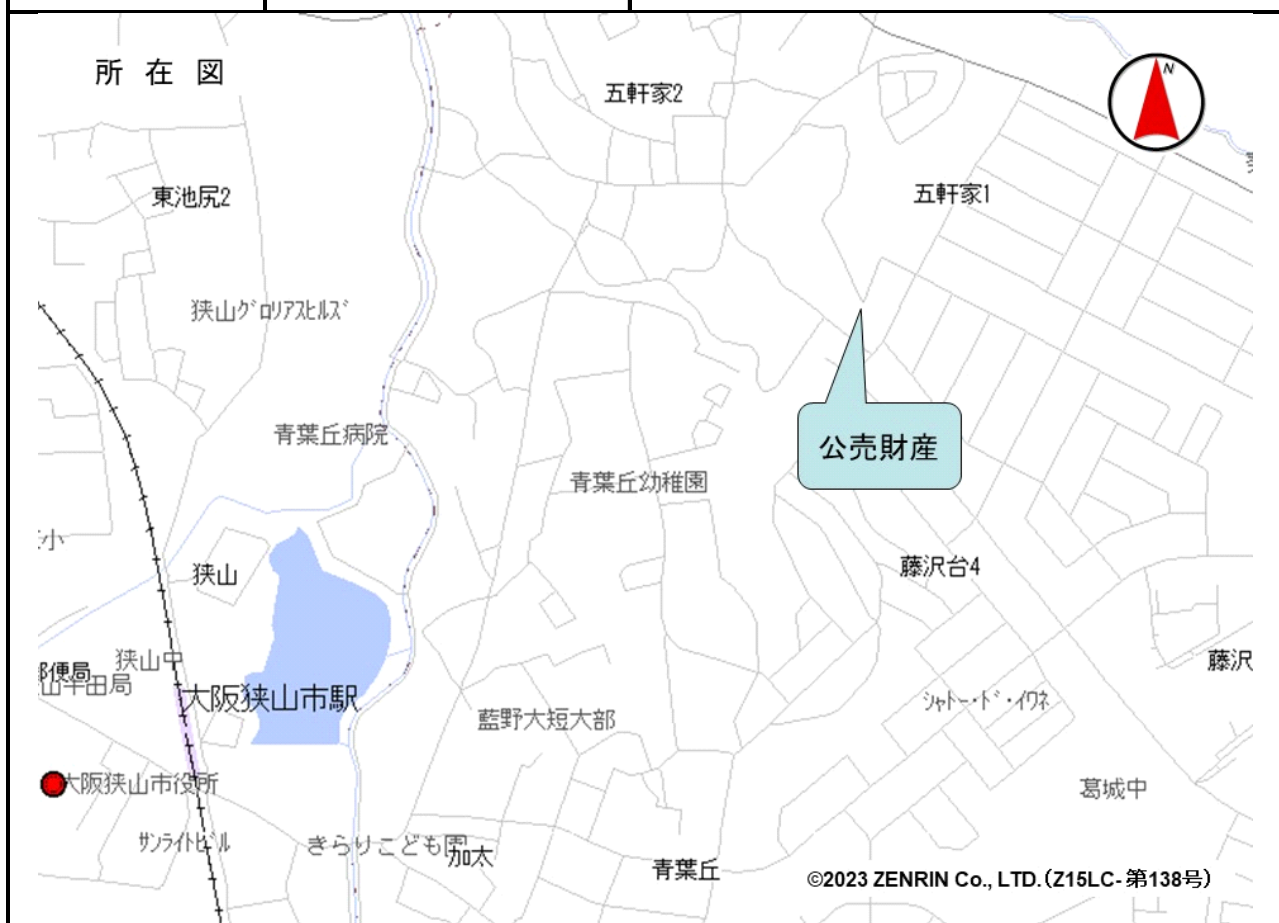 所在図
N
五軒家2
東池尻2
五軒家1
狭山グロリアスヒルズ
公売財産
青葉丘病院
青葉丘幼稚園
小
狭山
藤沢台4
狭山中
郵便局
山半田局
藤沢
大阪狭山市駅
シャトー・ド・イワネ
藍野大短大部
大阪狭山市役所
葛城中
サンライトビル
きらりこども園
加太
青葉丘
©2023 ZENRIN Co., LTD.(Z15LC-第138号)